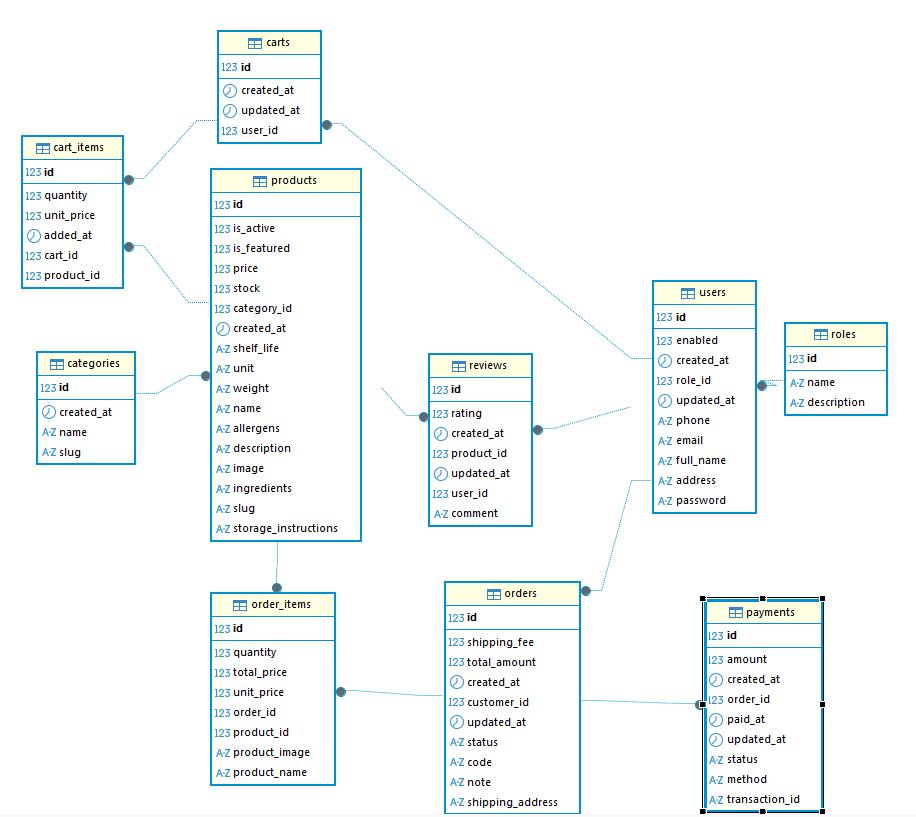 carts
123 id
created_at
updated_at
123 user_id
cart_items
123 id
123 quantity
123 unit_price
added_at
123 cart_id
123 product_id
products
123 id
123 is_active
123 is_featured
123 price
123 stock
123 category_id
created_at
A-Z shelf_life
A-Z unit
A-Z weight
A-Z name
A-Z allergens
A-Z description
A-Z image
A-Z ingredients
A-Z slug
A-Z storage_instructions
categories
123 id
created_at
A-Z name
A-Z slug
reviews
123 id
123 rating
created_at
123 product_id
updated_at
123 user_id
A-Z comment
users
123 id
123 enabled
created_at
123 role_id
updated_at
A-Z phone
A-Z email
A-Z full_name
A-Z address
A-Z password
roles
123 id
A-Z name
A-Z description
order_items
123 id
123 quantity
123 total_price
123 unit_price
123 order_id
123 product_id
A-Z product_image
A-Z product_name
orders
123 id
123 shipping_fee
123 total_amount
created_at
123 customer_id
updated_at
A-Z status
A-Z code
A-Z note
A-Z shipping_address
payments
123 id
123 amount
created_at
123 order_id
paid_at
updated_at
A-Z status
A-Z method
A-Z transaction_id